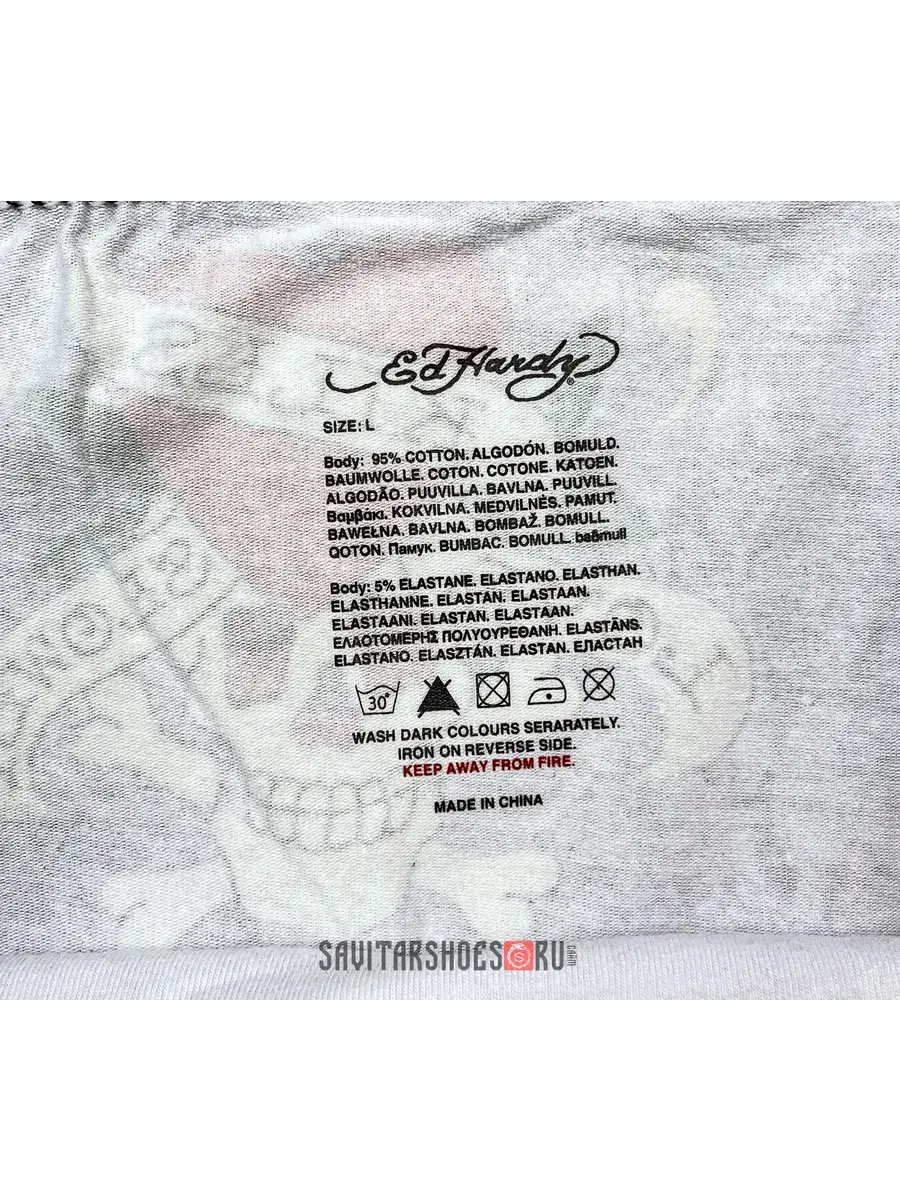 Ed Hardy®
SIZE: L
Body: 95% COTTON. ALGODÓN. BOMULD.
BAUMWOLLE. COTON. COTONE. KATOEN.
ALGODÃO. PUUVILLA. BAVLNA. PUUVILL.
Βαμβάκι. KOKVILNA. MEDVILNĖS. PAMUT.
BAWEŁNA. BAVLNA. BOMBAŽ. BOMULL.
QOTON. Памук. BUMBAC. BOMULL. baðmull
Body: 5% ELASTANE. ELASTANO. ELASTHAN.
ELASTHANNE. ELASTAN. ELASTAAN.
ELASTAANI. ELASTAN. ELASTAAN.
ΕΛΑΟΤΟΜΕΡΗΣ ΠΟΛΥΟΥΡΕΘΑΝΗ. ELASTĀNS.
ELASTANO. ELASZTÁN. ELASTAN. ЕЛАСТАН
30°
WASH DARK COLOURS SERARATELY.
IRON ON REVERSE SIDE.
KEEP AWAY FROM FIRE.
MADE IN CHINA
SAVITARSHOES RU